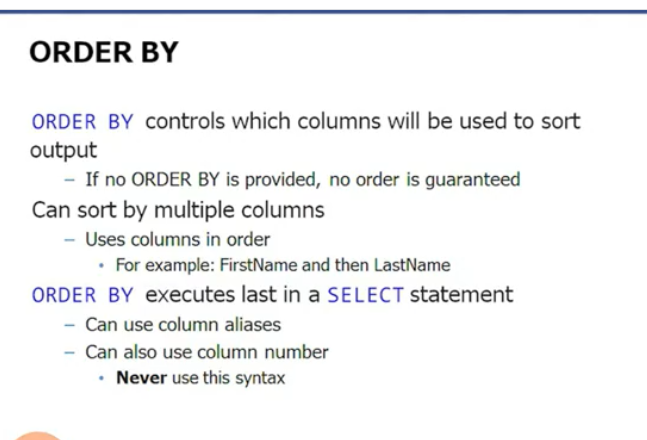 ORDER BY
ORDER BY controls which columns will be used to sort
output
– If no ORDER BY is provided, no order is guaranteed
Can sort by multiple columns
– Uses columns in order
• For example: FirstName and then LastName
ORDER BY executes last in a SELECT statement
– Can use column aliases
– Can also use column number
• Never use this syntax